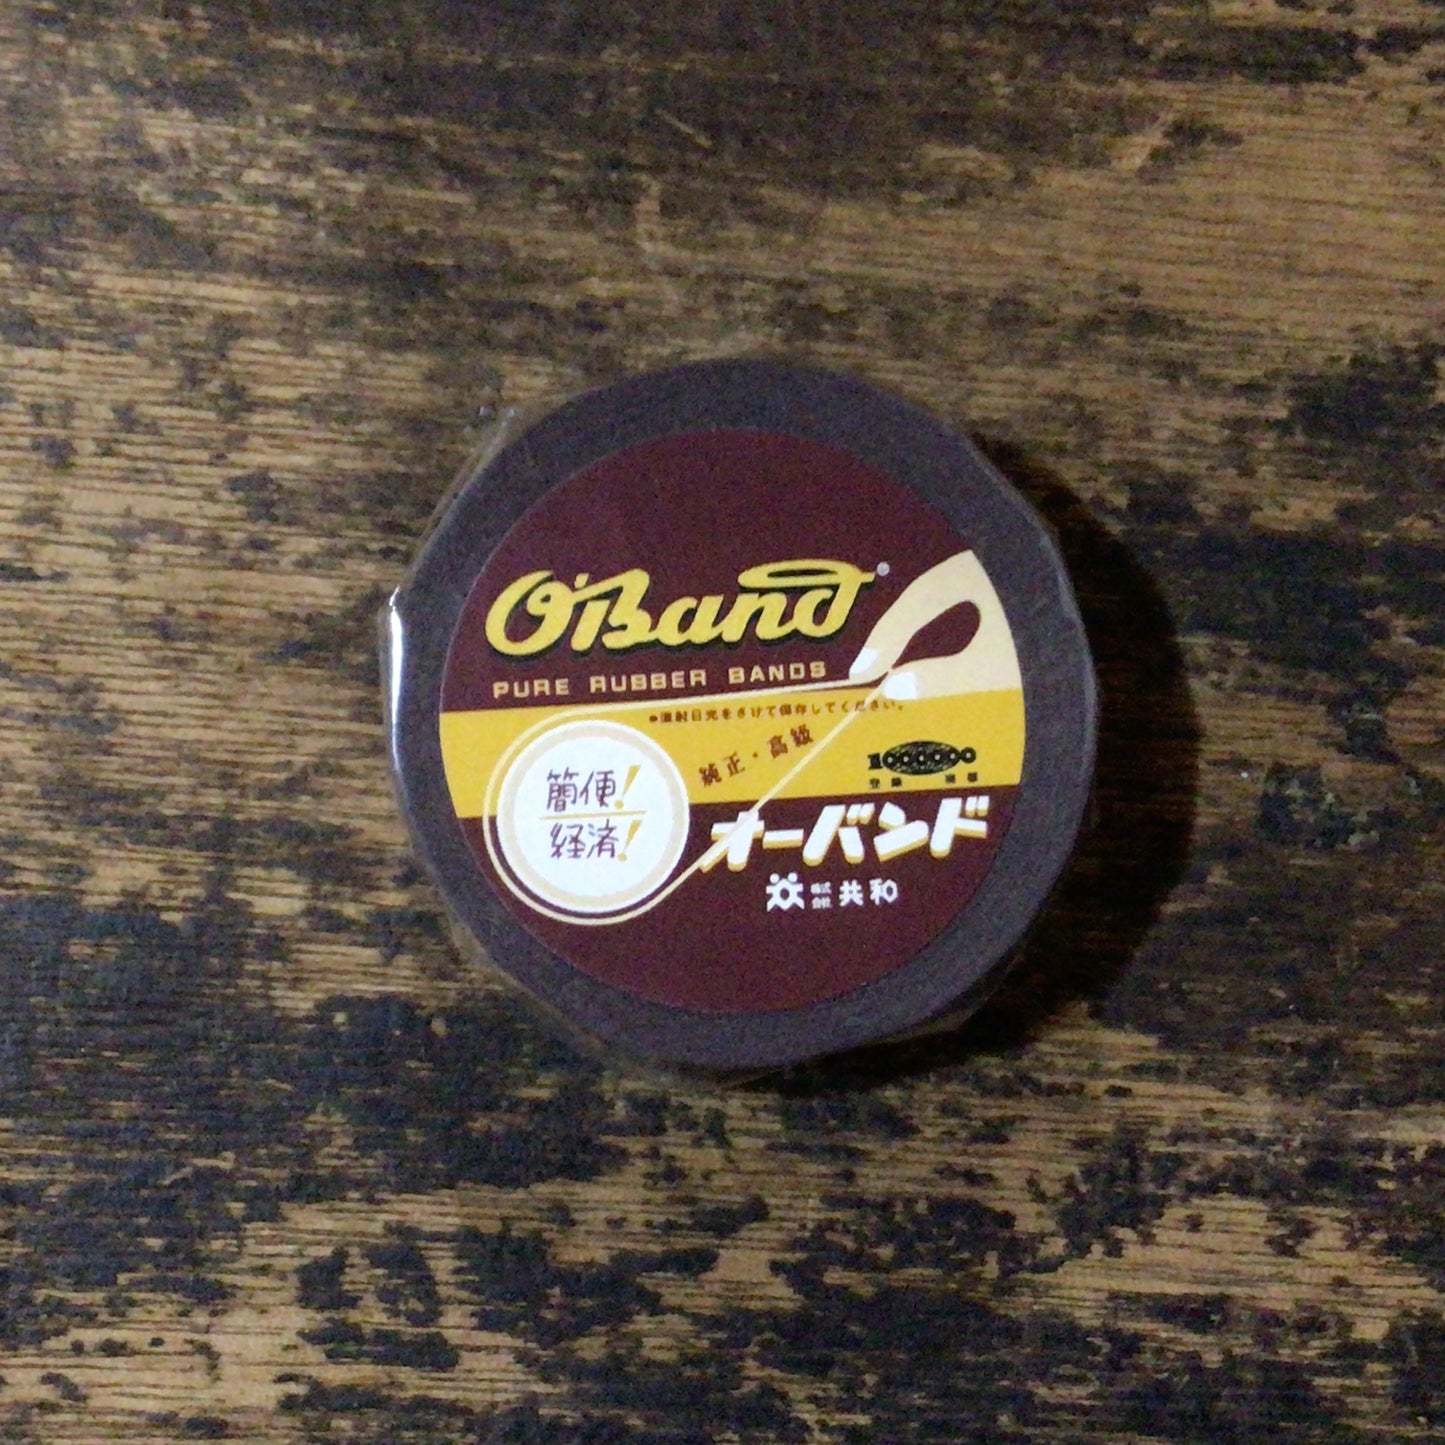 O'Band®
PURE RUBBER BANDS
●直射日光をさけて保存してください。
純正・高級
簡便!
経済!
オーバンド
株式会社 共和